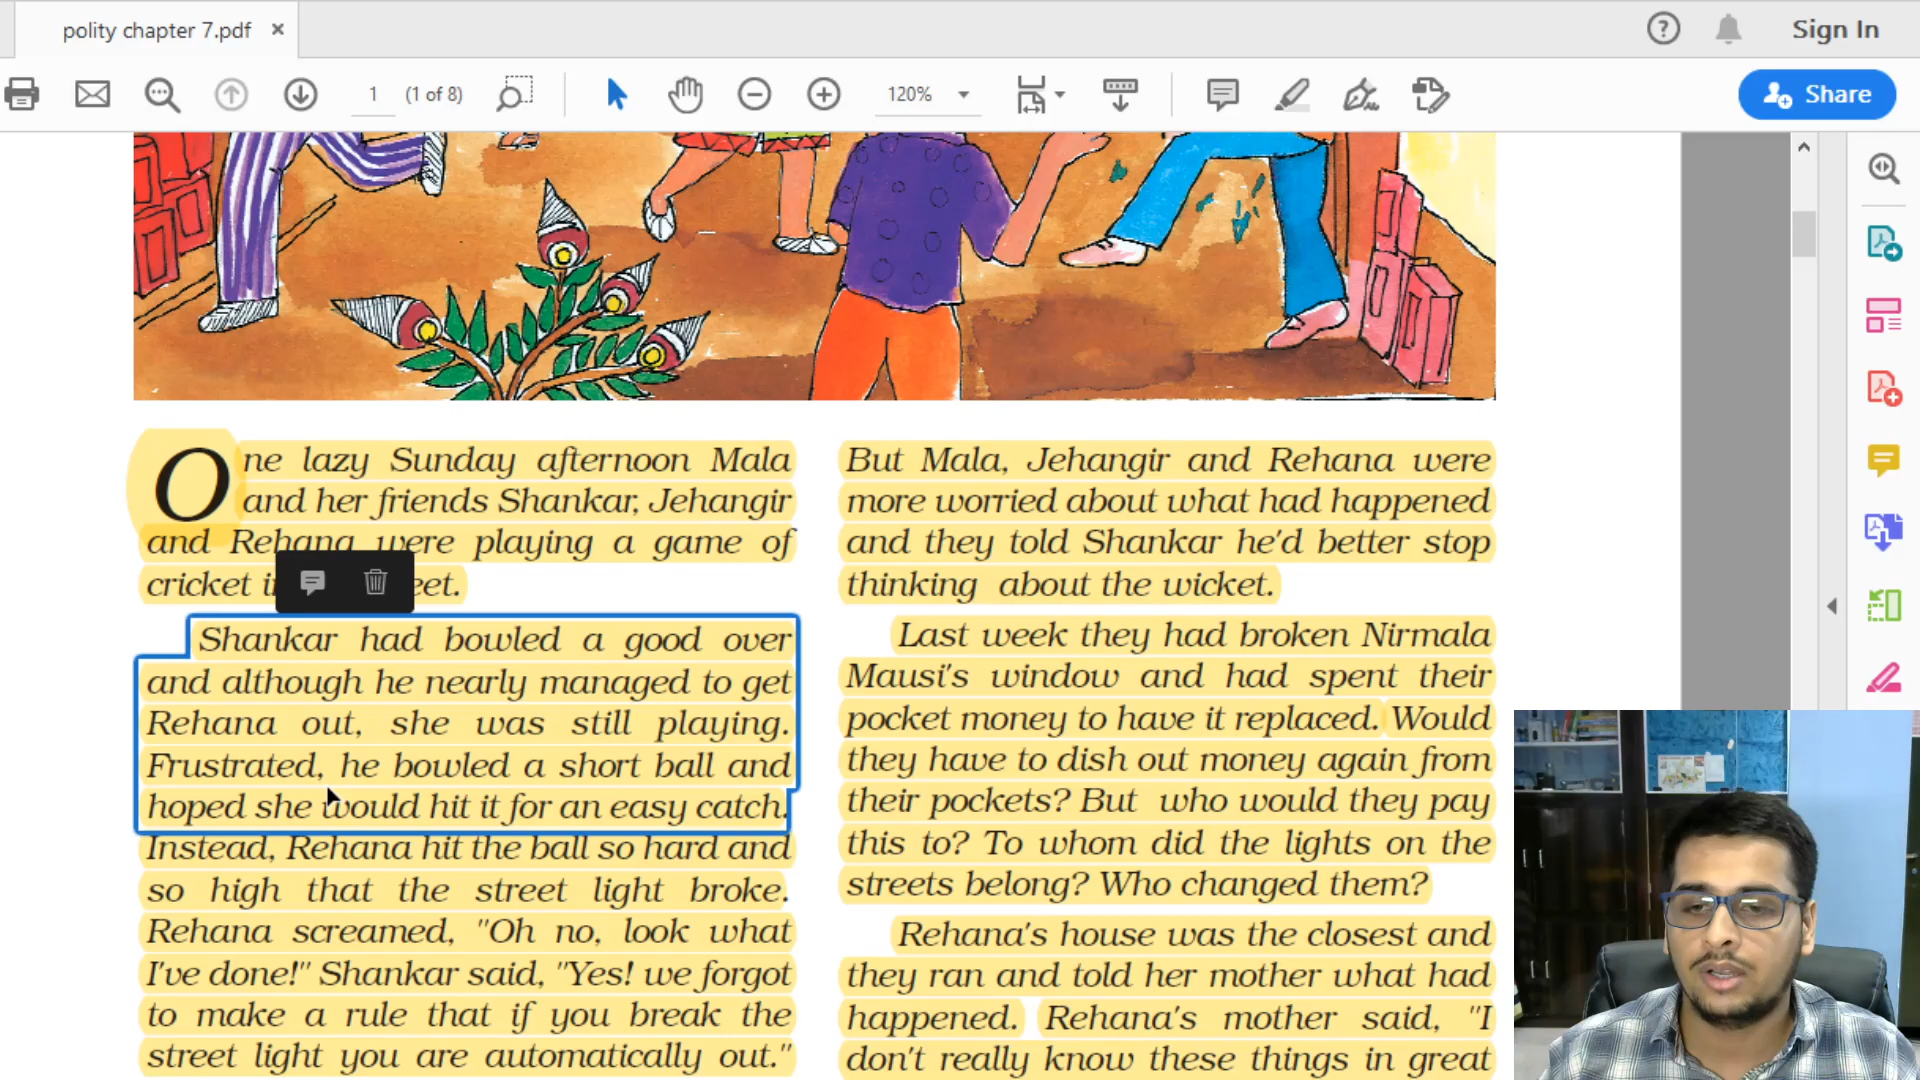 polity chapter 7.pdf
Sign In
1 (1 of 8)
120%
Share
One lazy Sunday afternoon Mala
and her friends Shankar, Jehangir
and Rehana were playing a game of
cricket i eet.
Shankar had bowled a good over
and although he nearly managed to get
Rehana out, she was still playing.
Frustrated, he bowled a short ball and
hoped she would hit it for an easy catch.
Instead, Rehana hit the ball so hard and
so high that the street light broke.
Rehana screamed, "Oh no, look what
I've done!" Shankar said, "Yes! we forgot
to make a rule that if you break the
street light you are automatically out."
But Mala, Jehangir and Rehana were
more worried about what had happened
and they told Shankar he'd better stop
thinking about the wicket.
Last week they had broken Nirmala
Mausi's window and had spent their
pocket money to have it replaced. Would
they have to dish out money again from
their pockets? But who would they pay
this to? To whom did the lights on the
streets belong? Who changed them?
Rehana's house was the closest and
they ran and told her mother what had
happened. Rehana's mother said, "I
don't really know these things in great